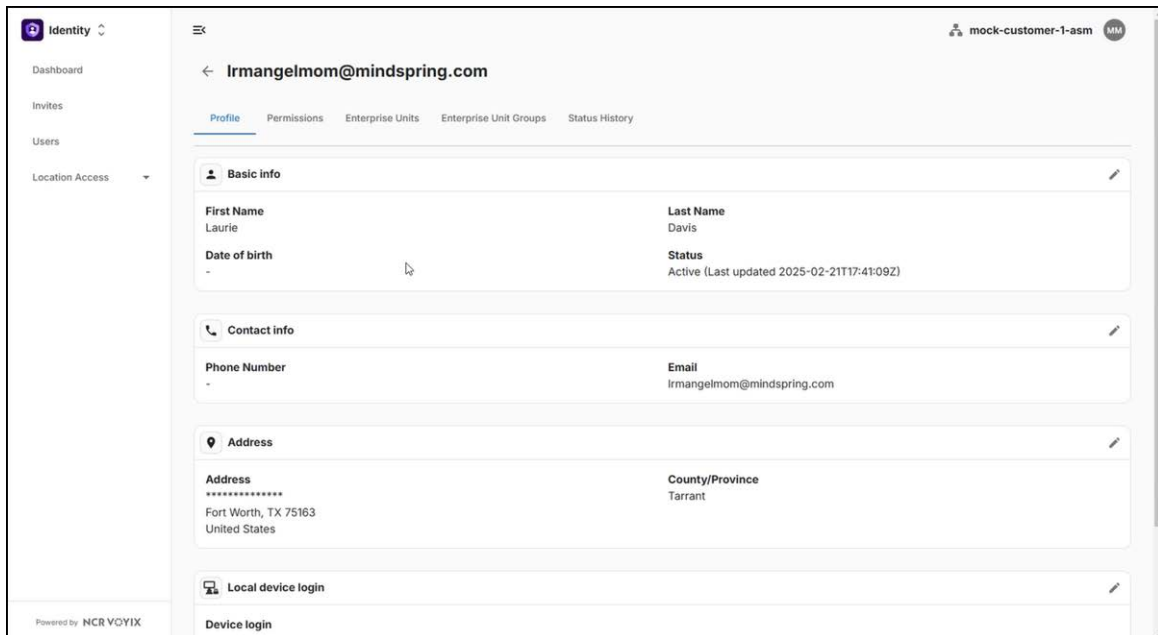 Identity
mock-customer-1-asm MM
Dashboard
Invites
Users
Location Access
lrmangelmom@mindspring.com
Profile Permissions Enterprise Units Enterprise Unit Groups Status History
Basic info
First Name Last Name
Laurie Davis
Date of birth Status
- Active (Last updated 2025-02-21T17:41:09Z)
Contact info
Phone Number Email
- lrmangelmom@mindspring.com
Address
Address County/Province
************** Tarrant
Fort Worth, TX 75163
United States
Local device login
Device login
Powered by NCR VOYIX